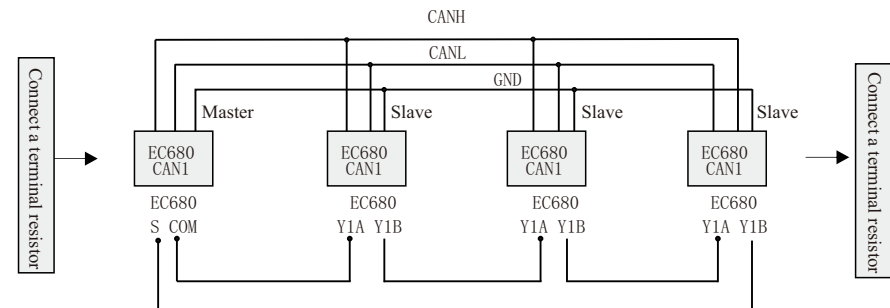 CANH
CANL
GND
Connect a terminal resistor
Master
Slave
Slave
Slave
Connect a terminal resistor
EC680
CAN1
EC680
CAN1
EC680
CAN1
EC680
CAN1
EC680
EC680
EC680
EC680
S COM
Y1A Y1B
Y1A Y1B
Y1A Y1B